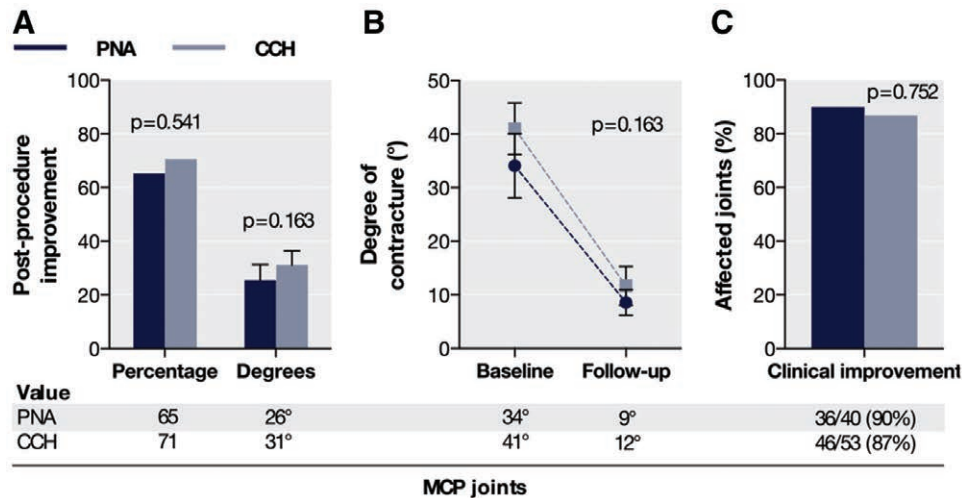 A
B
C
PNA CCH
Post-procedure
improvement
100
80
60
40
20
0
p=0.541
p=0.163
Percentage Degrees
Degree of
contracture (°)
50
40
30
20
10
0
p=0.163
Baseline Follow-up
Affected joints (%)
100
80
60
40
20
0
p=0.752
Clinical improvement
Value
PNA 65 26° 34° 9° 36/40 (90%)
CCH 71 31° 41° 12° 46/53 (87%)
MCP joints